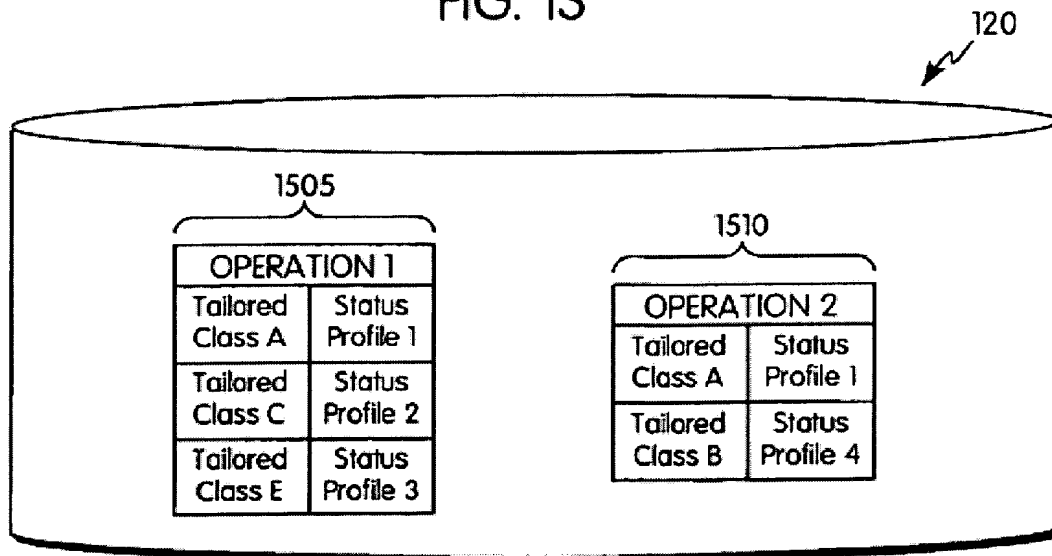 FIG. 15
120
1505
OPERATION 1
Tailored Class A
Status Profile 1
Tailored Class C
Status Profile 2
Tailored Class E
Status Profile 3
1510
OPERATION 2
Tailored Class A
Status Profile 1
Tailored Class B
Status Profile 4